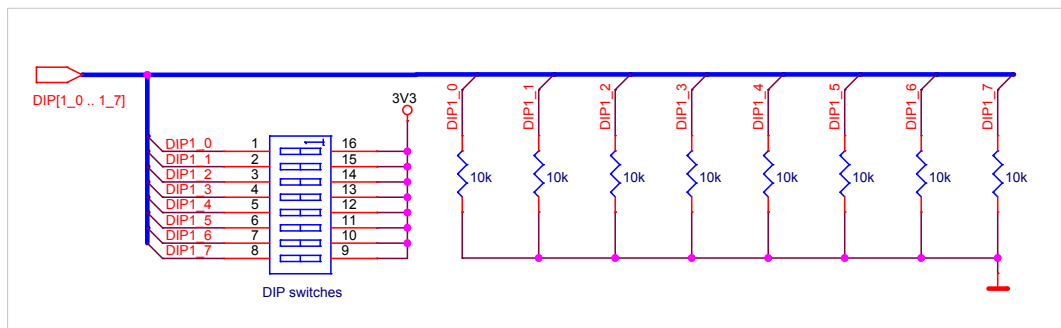 DIP[1_0 .. 1_7]
3V3
DIP1_0 1 16
DIP1_1 2 15
DIP1_2 3 14
DIP1_3 4 13
DIP1_4 5 12
DIP1_5 6 11
DIP1_6 7 10
DIP1_7 8 9
DIP switches
DIP1_0
DIP1_1
DIP1_2
DIP1_3
DIP1_4
DIP1_5
DIP1_6
DIP1_7
10k 10k 10k 10k 10k 10k 10k 10k